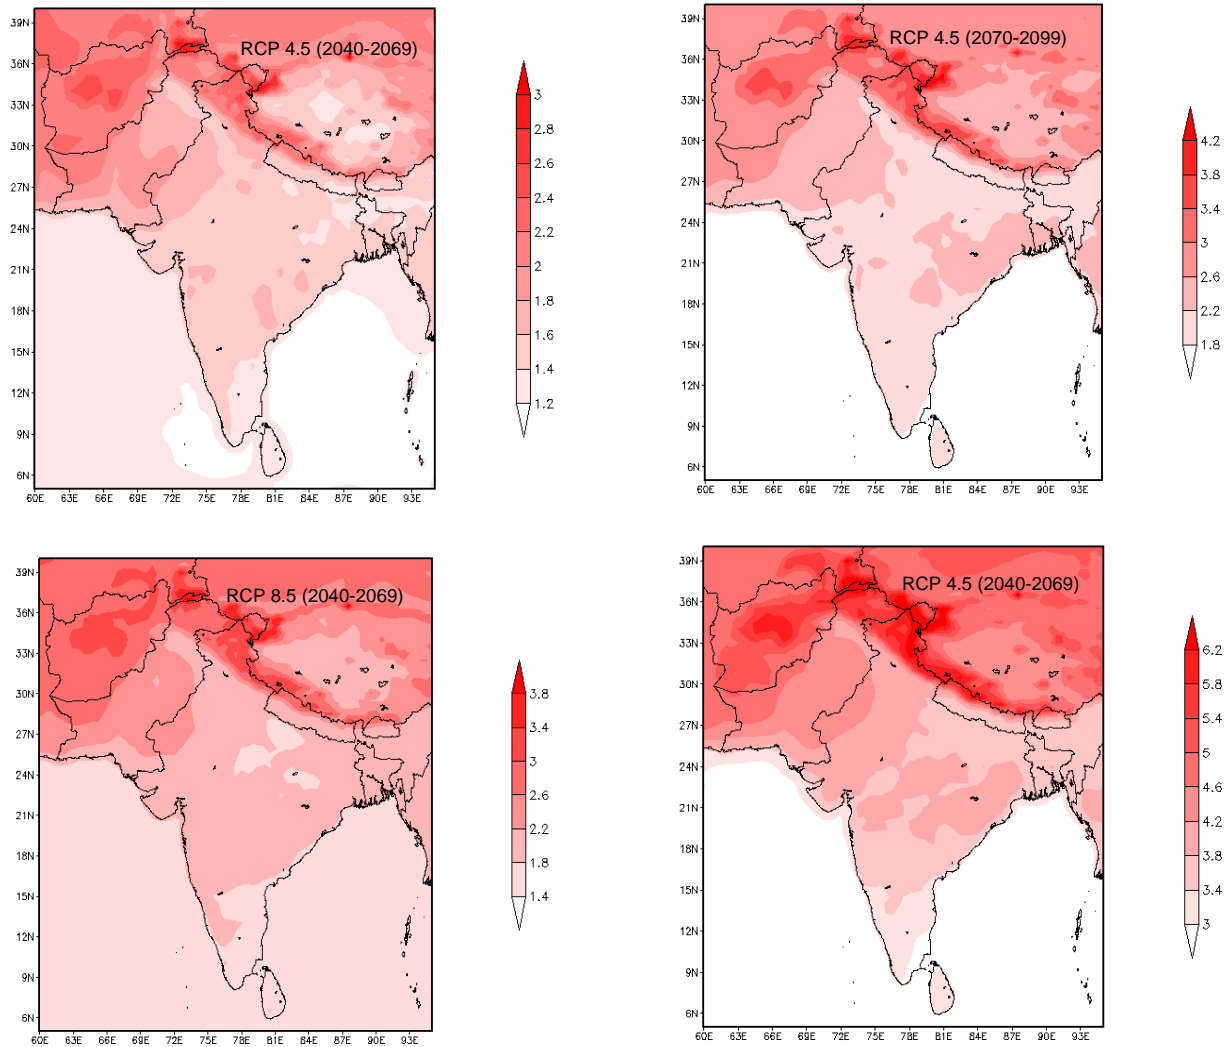 RCP 4.5 (2040-2069)
39N
36N
33N
30N
27N
24N
21N
18N
15N
12N
9N
6N
60E 63E 66E 69E 72E 75E 78E 81E 84E 87E 90E 93E
3
2.8
2.6
2.4
2.2
2
1.8
1.6
1.4
1.2
RCP 4.5 (2070-2099)
39N
36N
33N
30N
27N
24N
21N
18N
15N
12N
9N
6N
60E 63E 66E 69E 72E 75E 78E 81E 84E 87E 90E 93E
4.2
3.8
3.4
3
2.6
2.2
1.8
RCP 8.5 (2040-2069)
39N
36N
33N
30N
27N
24N
21N
18N
15N
12N
9N
6N
60E 63E 66E 69E 72E 75E 78E 81E 84E 87E 90E 93E
3.8
3.4
3
2.6
2.2
1.8
1.4
RCP 4.5 (2040-2069)
39N
36N
33N
30N
27N
24N
21N
18N
15N
12N
9N
6N
60E 63E 66E 69E 72E 75E 78E 81E 84E 87E 90E 93E
6.2
5.8
5.4
5
4.6
4.2
3.8
3.4
3